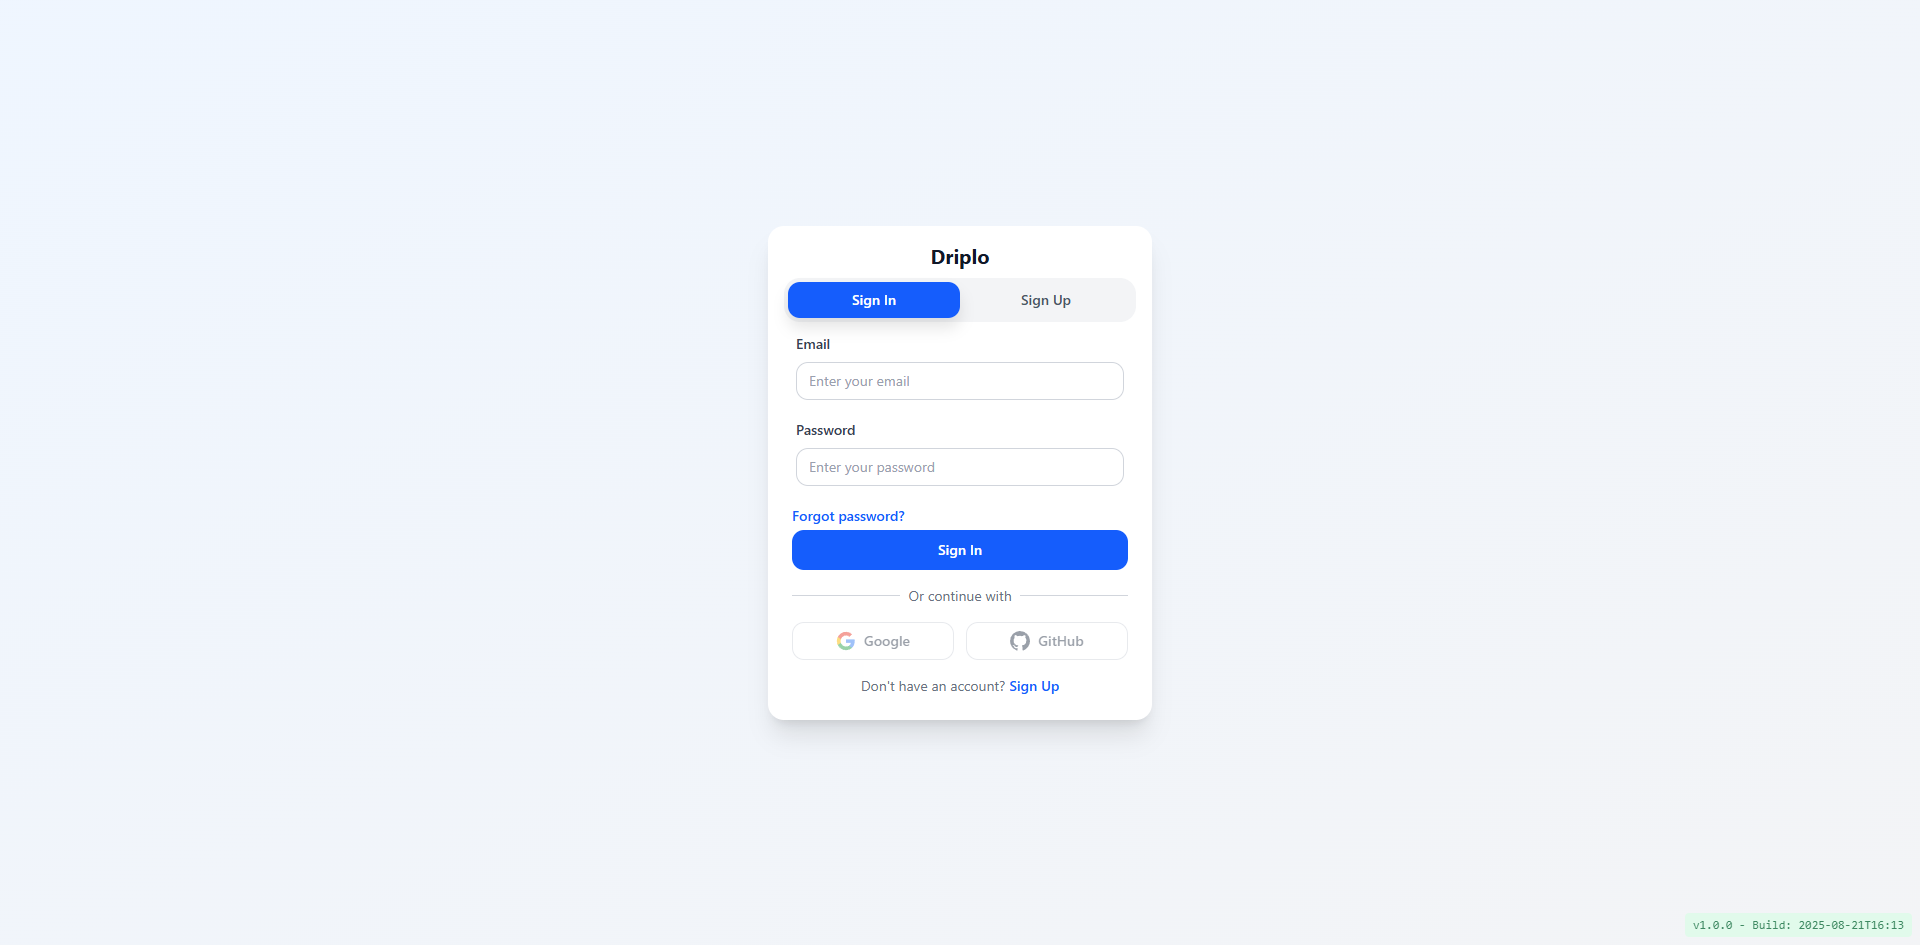 Driplo
Sign In
Sign Up
Email
Enter your email
Password
Enter your password
Forgot password?
Sign In
Or continue with
Google
GitHub
Don't have an account? Sign Up
v1.0.0 - Build: 2025-08-21T16:13